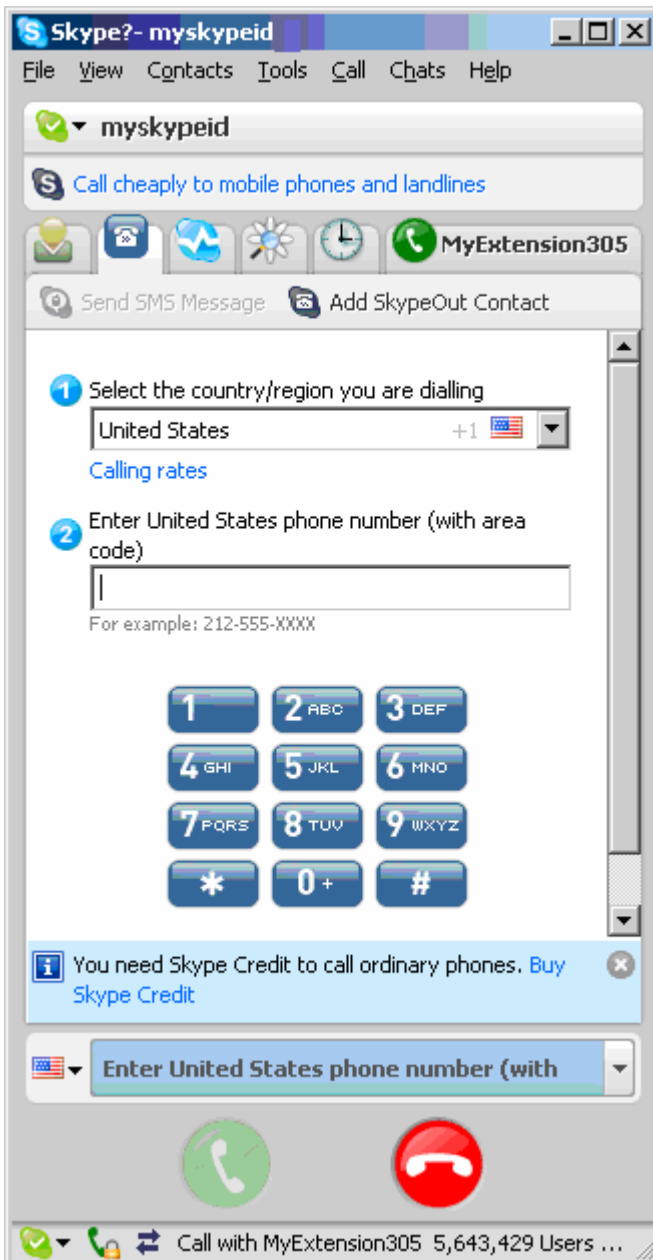 Skype?- myskypeid
File View Contacts Tools Call Chats Help
myskypeid
Call cheaply to mobile phones and landlines
MyExtension305
Send SMS Message Add SkypeOut Contact
1 Select the country/region you are dialling
United States +1
Calling rates
2 Enter United States phone number (with area
code)
For example: 212-555-XXXX
1 2 ABC 3 DEF
4 GHI 5 JKL 6 MNO
7 PQRS 8 TUV 9 WXYZ
* 0 + #
You need Skype Credit to call ordinary phones. Buy
Skype Credit
Enter United States phone number (with
Call with MyExtension305 5,643,429 Users ...